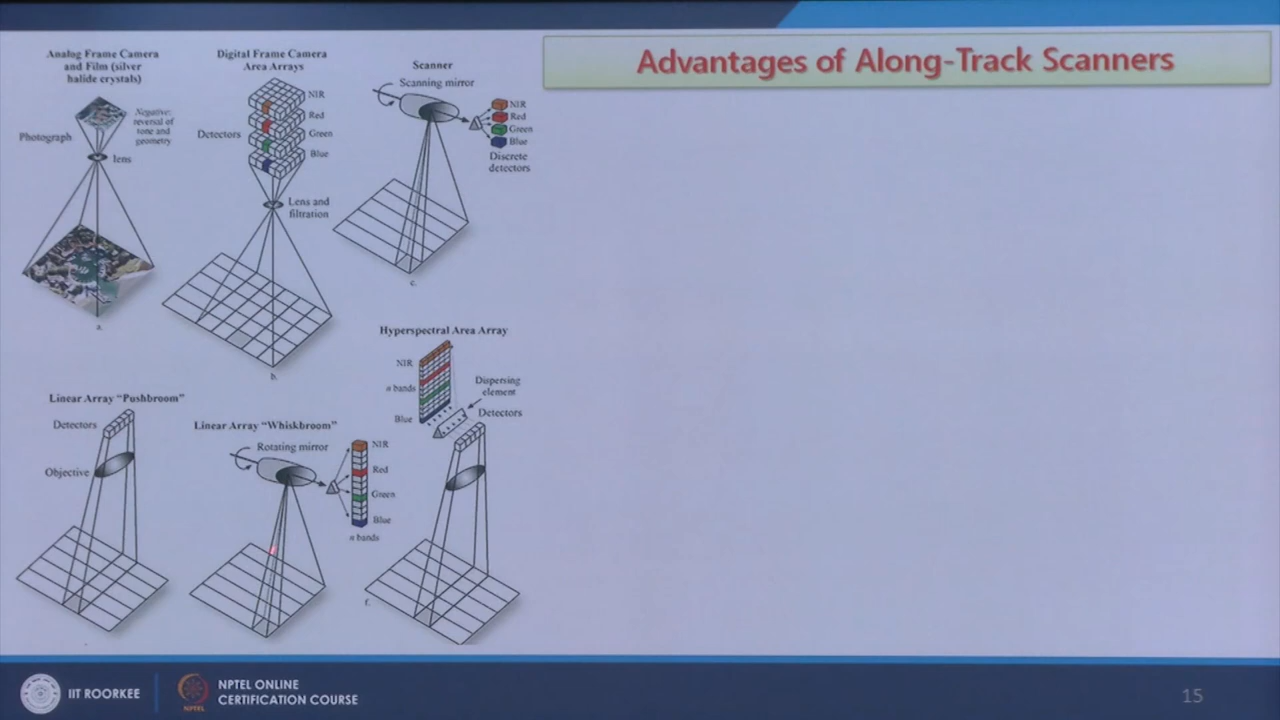 Advantages of Along-Track Scanners
Analog Frame Camera
and Film (silver
halide crystals)
Negative:
reversal of
tone and
geometry
Photograph
lens
a.
Digital Frame Camera
Area Arrays
NIR
Red
Detectors
Green
Blue
Lens and
filtration
b.
Scanner
Scanning mirror
NIR
Red
Green
Blue
Discrete
detectors
c.
Linear Array "Pushbroom"
Detectors
Objective
Linear Array "Whiskbroom"
Rotating mirror
NIR
Red
Green
Blue
n bands
Hyperspectral Area Array
NIR
n bands
Blue
Dispersing
element
Detectors
f.
IIT ROORKEE
NPTEL
NPTEL ONLINE
CERTIFICATION COURSE
15